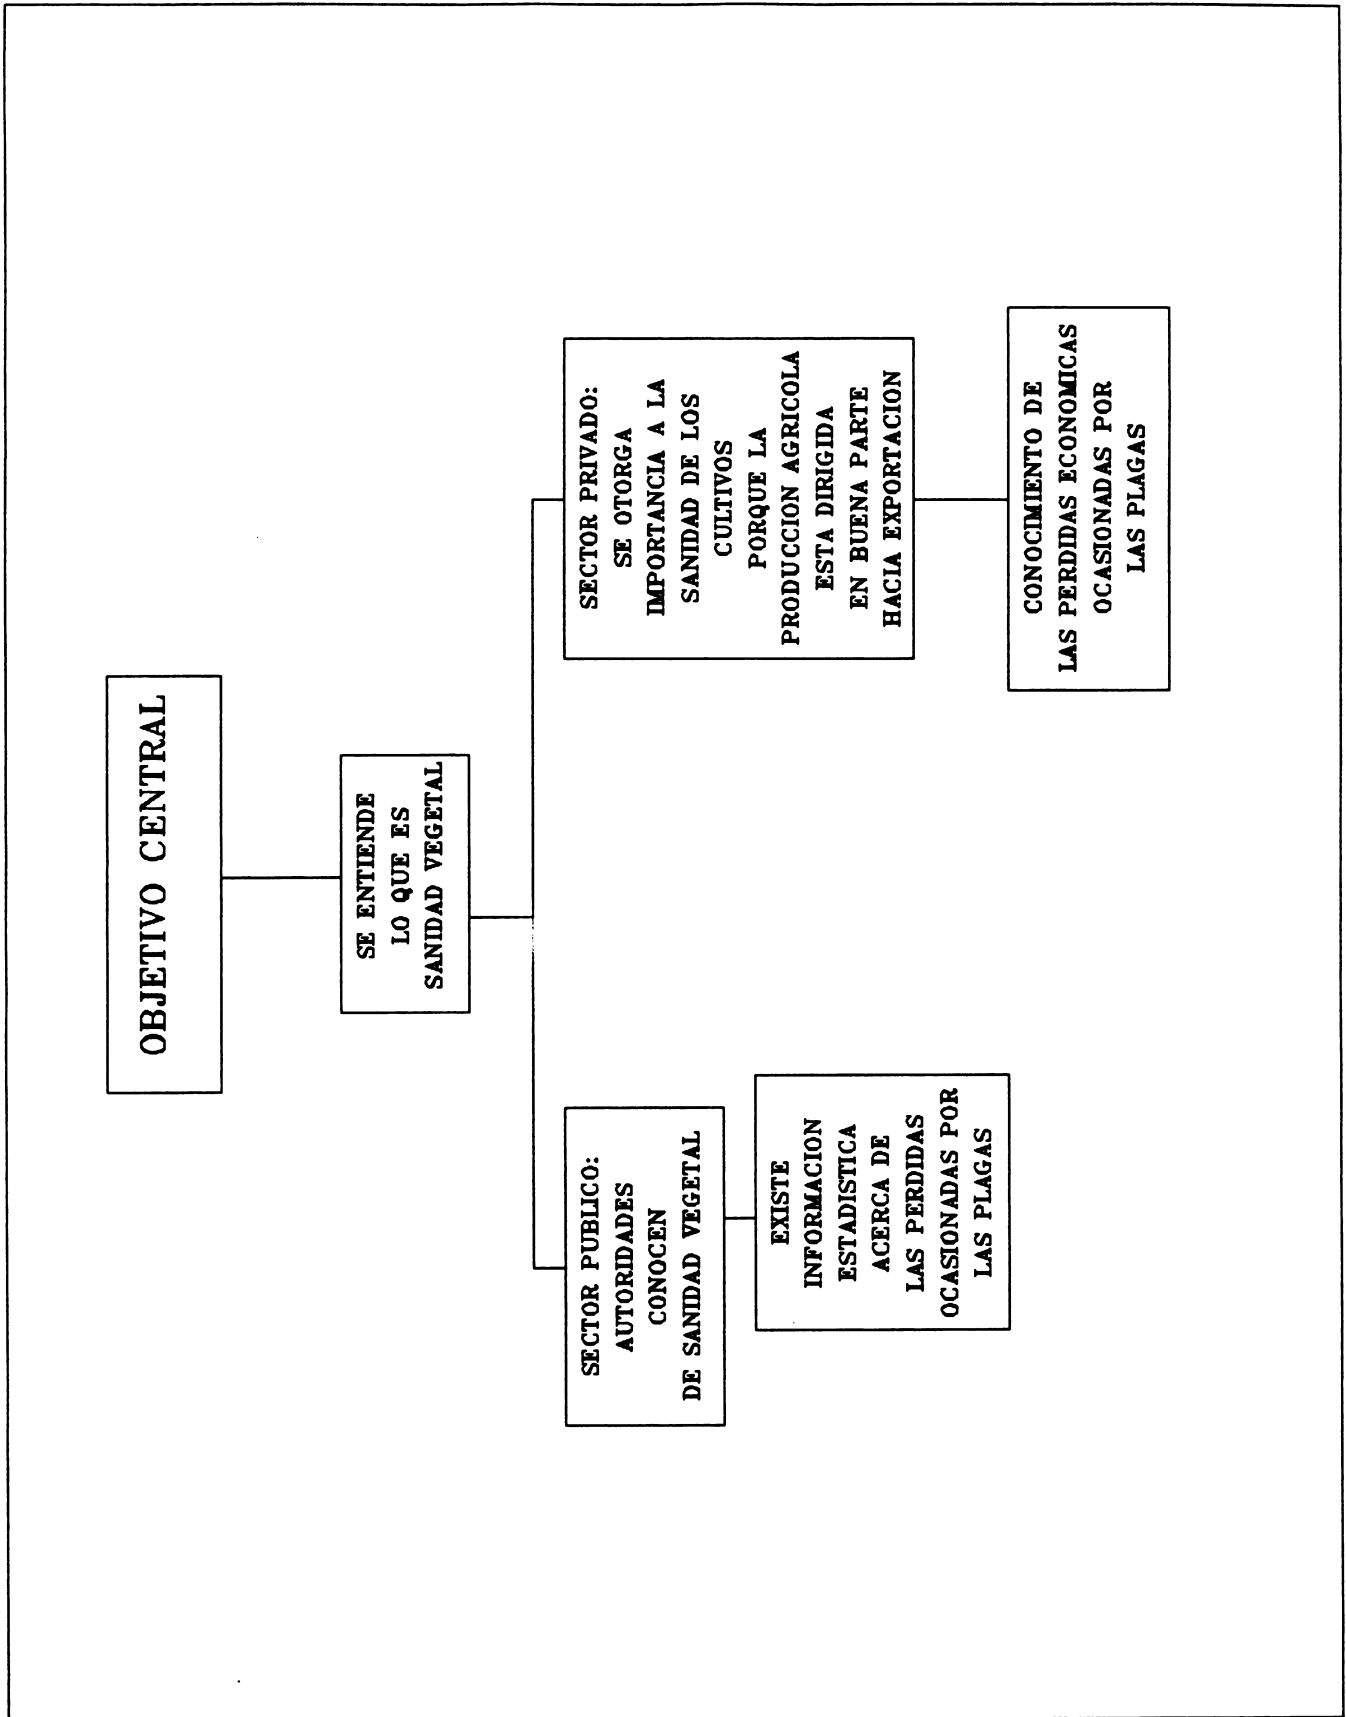 OBJETIVO CENTRAL
SE ENTIENDE
LO QUE ES
SANIDAD VEGETAL
SECTOR PUBLICO:
AUTORIDADES
CONOCEN
DE SANIDAD VEGETAL
EXISTE
INFORMACION
ESTADISTICA
ACERCA DE
LAS PERDIDAS
OCASIONADAS POR
LAS PLAGAS
SECTOR PRIVADO:
SE OTORGA
IMPORTANCIA A LA
SANIDAD DE LOS
CULTIVOS
PORQUE LA
PRODUCCION AGRICOLA
ESTA DIRIGIDA
EN BUENA PARTE
HACIA EXPORTACION
CONOCIMIENTO DE
LAS PERDIDAS ECONOMICAS
OCASIONADAS POR
LAS PLAGAS